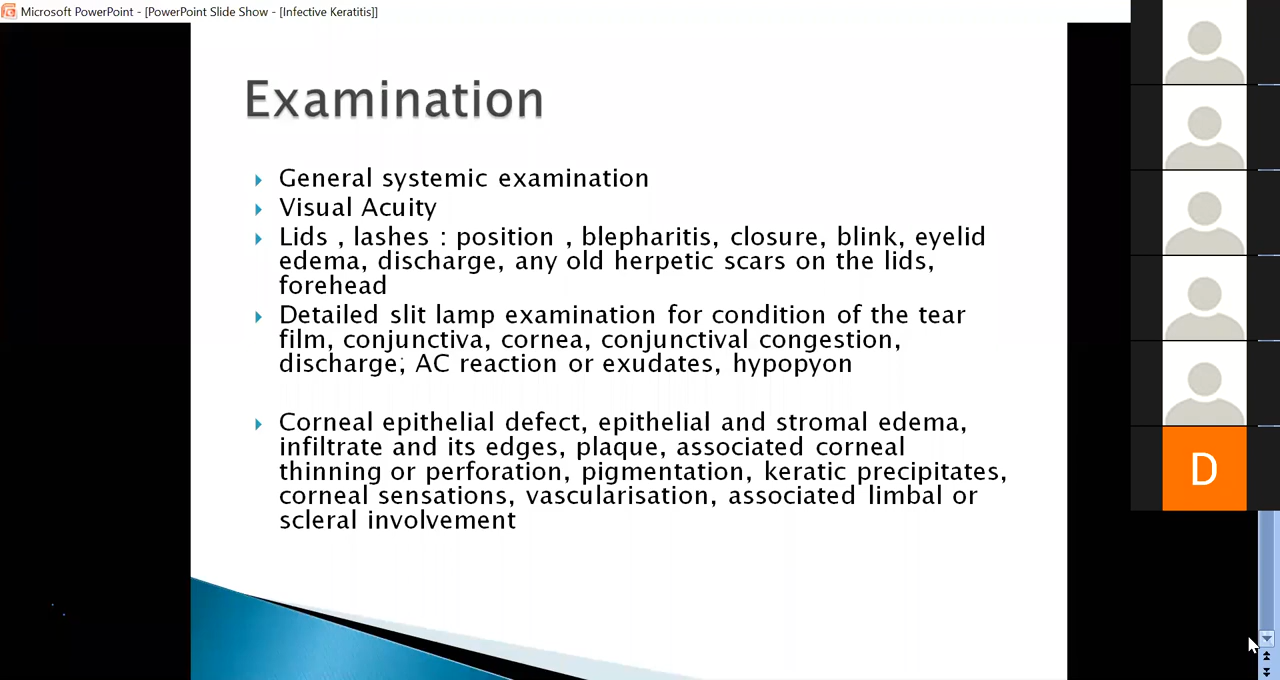 Microsoft PowerPoint - [PowerPoint Slide Show - [Infective Keratitis]]
Examination
General systemic examination
Visual Acuity
Lids , lashes : position , blepharitis, closure, blink, eyelid
edema, discharge, any old herpetic scars on the lids,
forehead
Detailed slit lamp examination for condition of the tear
film, conjunctiva, cornea, conjunctival congestion,
discharge, AC reaction or exudates, hypopyon
Corneal epithelial defect, epithelial and stromal edema,
infiltrate and its edges, plaque, associated corneal
thinning or perforation, pigmentation, keratic precipitates,
corneal sensations, vascularisation, associated limbal or
scleral involvement
D